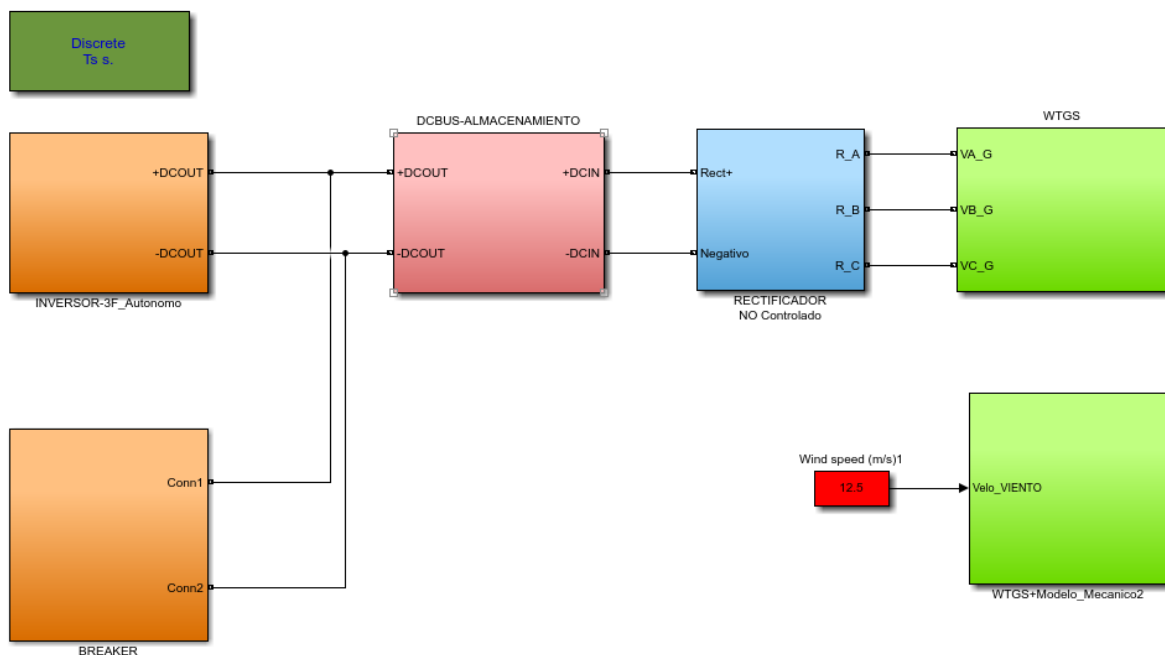 Discrete
Ts s.
DCBUS-ALMACENAMIENTO
WTGS
+DCOUT
-DCOUT
INVERSOR-3F_Autonomo
+DCOUT
+DCIN
-DCOUT
-DCIN
Rect+
R_A
R_B
Negativo
R_C
RECTIFICADOR
NO Controlado
VA_G
VB_G
VC_G
Conn1
Conn2
BREAKER
Wind speed (m/s)1
12.5
Velo_VIENTO
WTGS+Modelo_Mecanico2